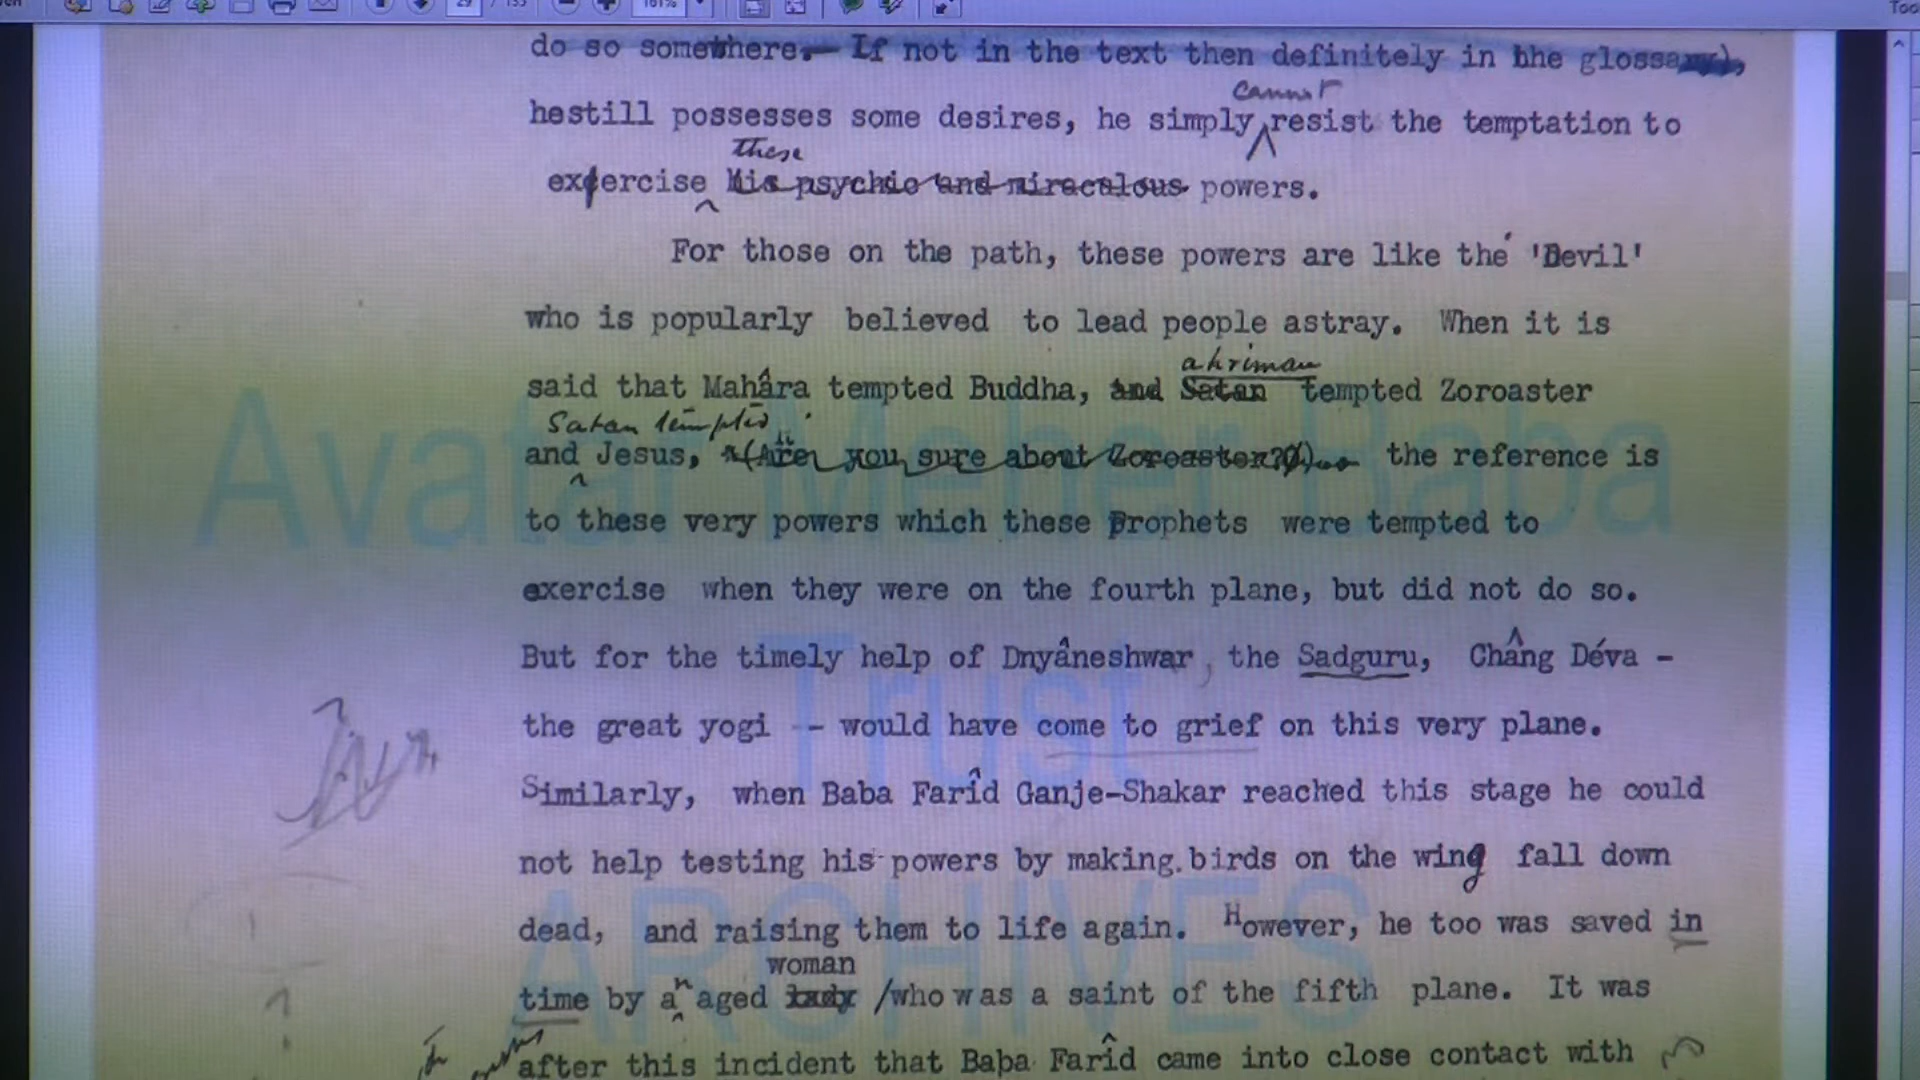 29 / 133
161%
Too
do so somewhere. If not in the text then definitely in the glossary),
cannot
hestill possesses some desires, he simply resist the temptation to
these
exercise his psychic and miraculous powers.
For those on the path, these powers are like the 'Devil'
who is popularly believed to lead people astray. When it is
ahriman
said that Mahâra tempted Buddha, and Satan tempted Zoroaster
Satan tempted
and Jesus, (Are you sure about Zoroaster?) the reference is
to these very powers which these Prophets were tempted to
exercise when they were on the fourth plane, but did not do so.
But for the timely help of Dnyâneshwar, the Sadguru, Châng Déva -
the great yogi -- would have come to grief on this very plane.
Similarly, when Baba Farîd Ganje-Shakar reached this stage he could
not help testing his powers by making birds on the wing fall down
dead, and raising them to life again. However, he too was saved in
woman
time by an aged lady /who was a saint of the fifth plane. It was
after this incident that Baba Farîd came into close contact with
Avatar Meher Baba
Trust
ARCHIVES